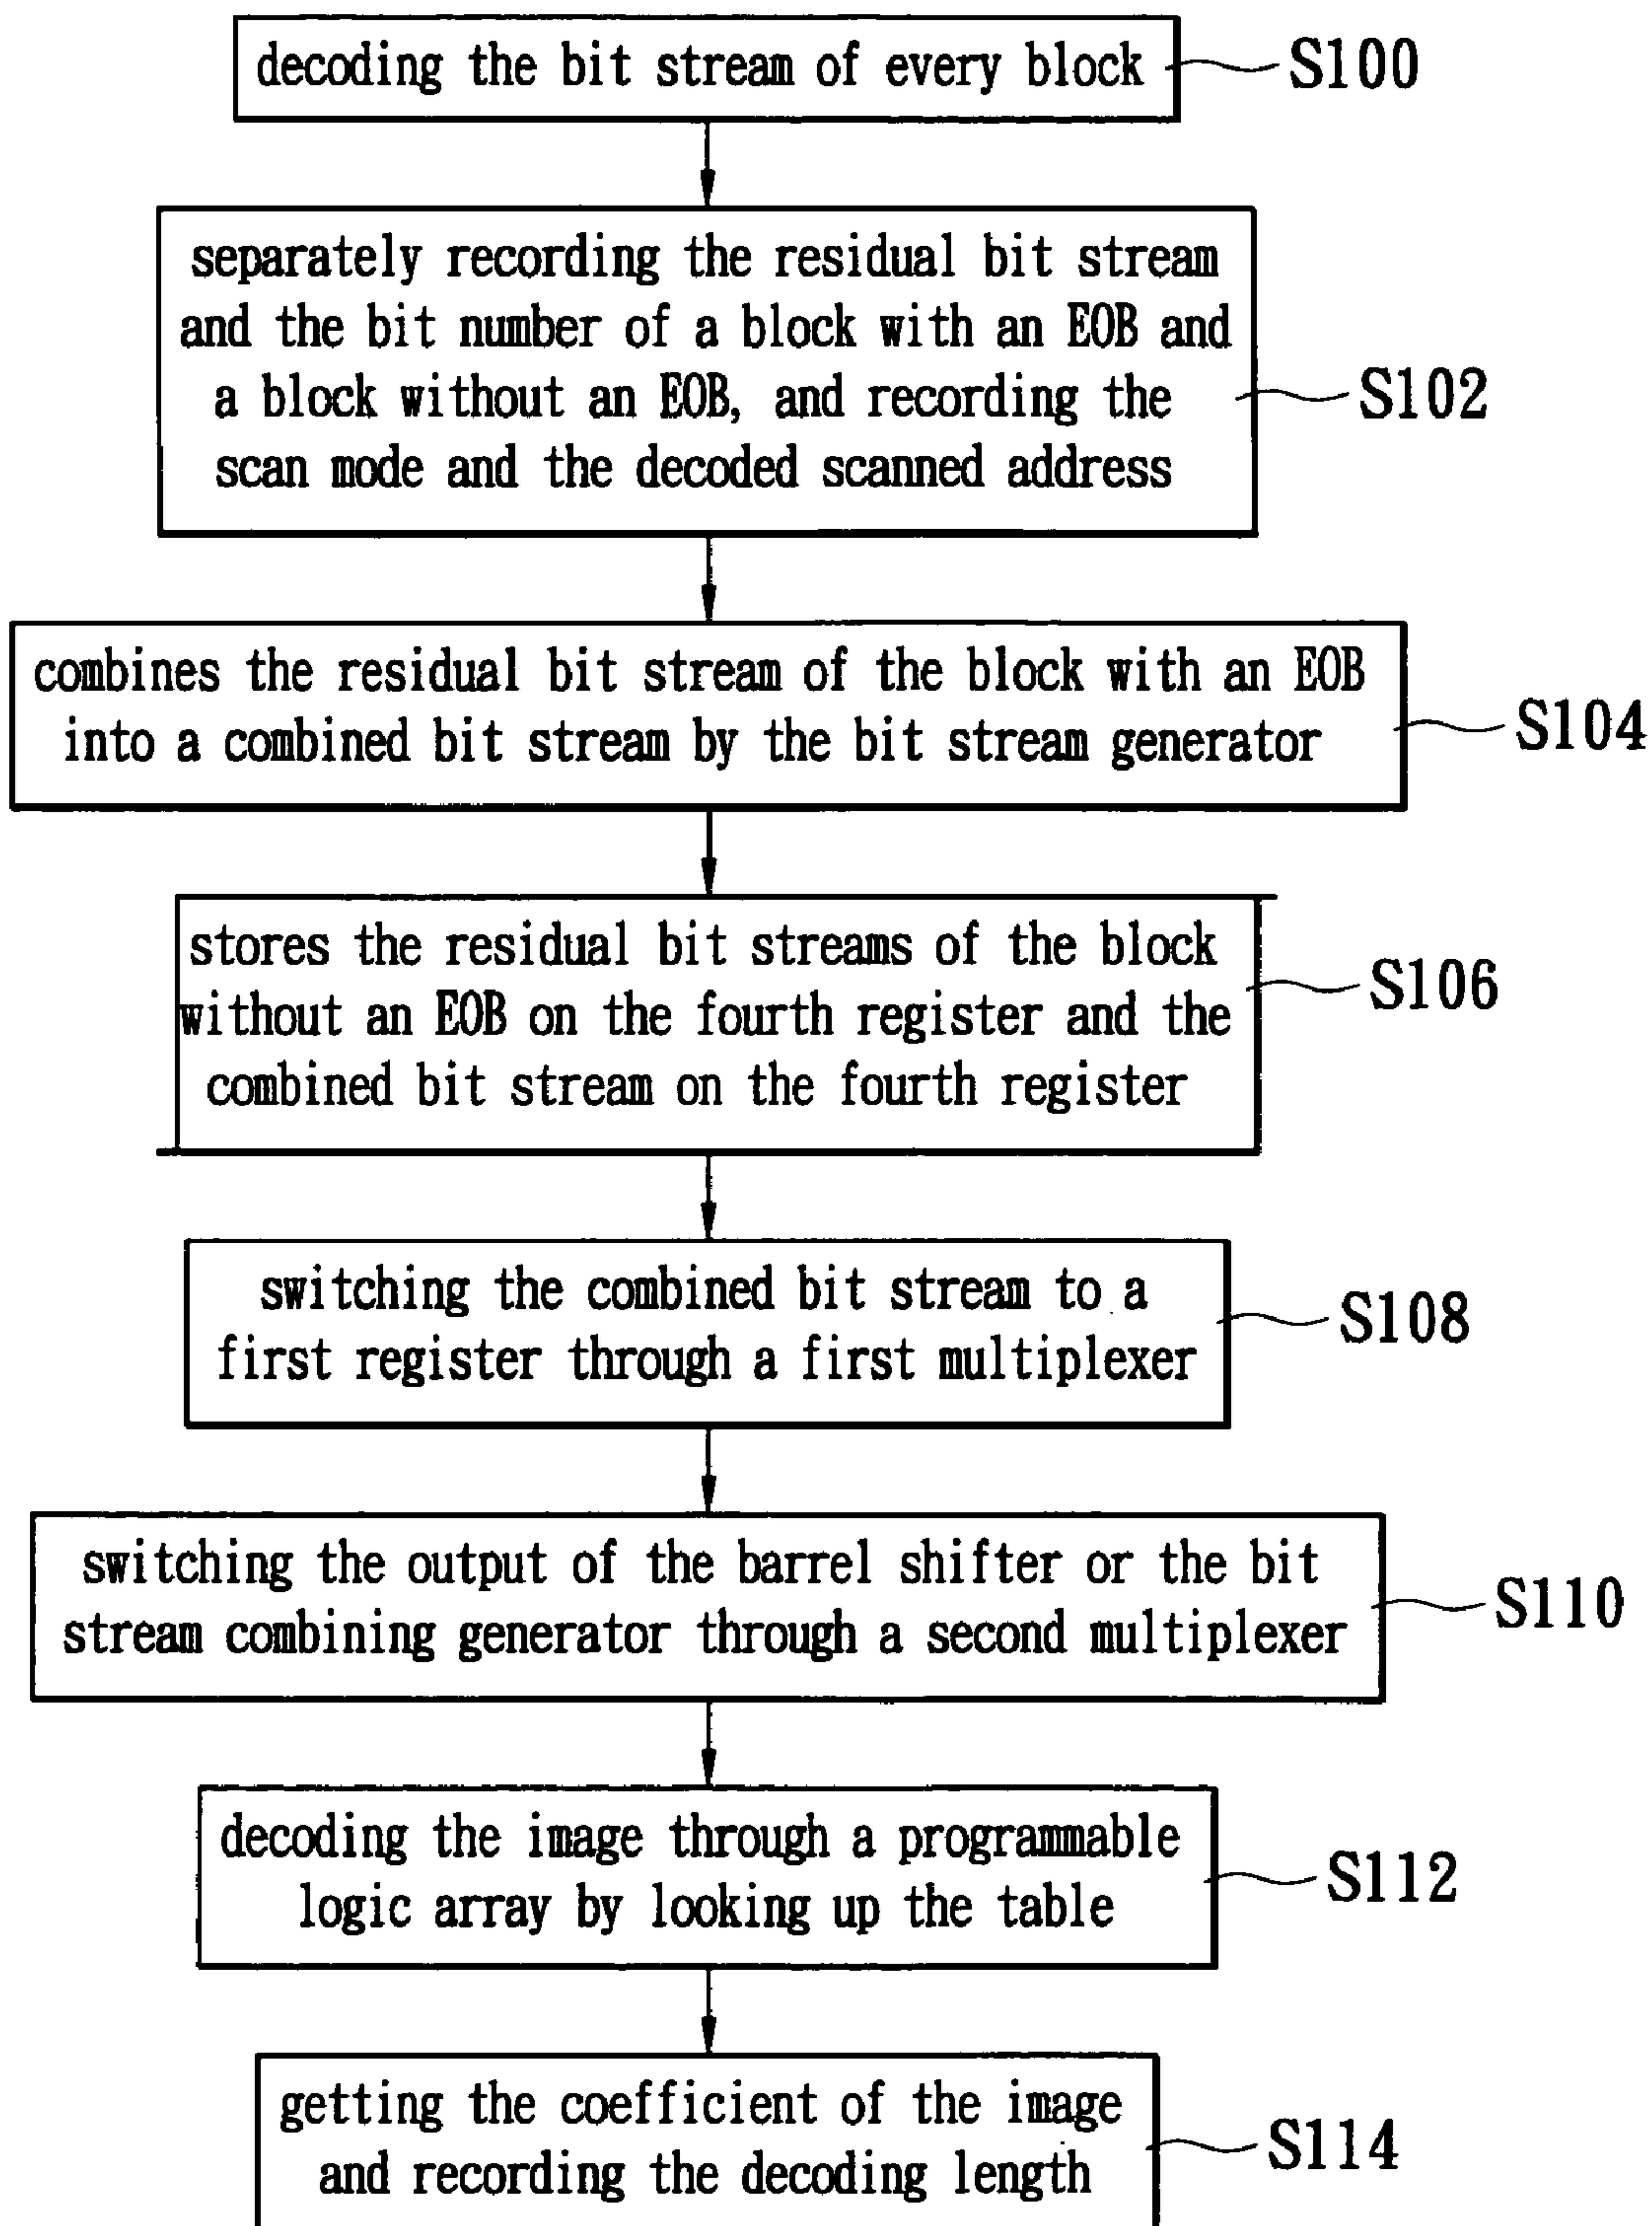 decoding the bit stream of every block
S100
separately recording the residual bit stream
and the bit number of a block with an EOB and
a block without an EOB, and recording the
scan mode and the decoded scanned address
S102
combines the residual bit stream of the block with an EOB
into a combined bit stream by the bit stream generator
S104
stores the residual bit streams of the block
without an EOB on the fourth register and the
combined bit stream on the fourth register
S106
switching the combined bit stream to a
first register through a first multiplexer
S108
switching the output of the barrel shifter or the bit
stream combining generator through a second multiplexer
S110
decoding the image through a programmable
logic array by looking up the table
S112
getting the coefficient of the image
and recording the decoding length
S114